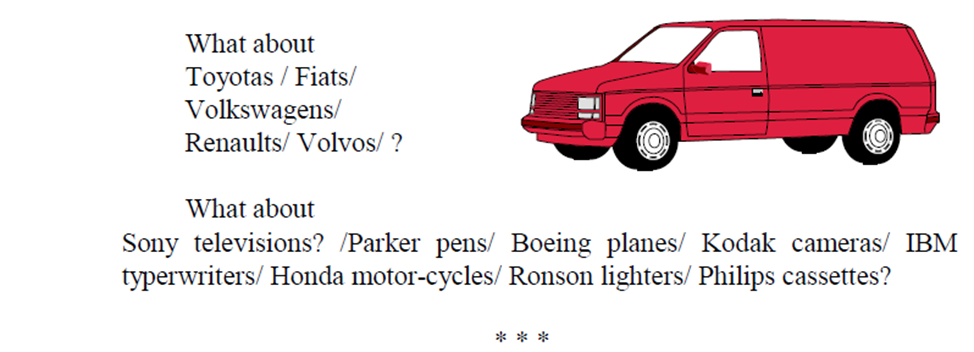 What about
Toyotas / Fiats/
Volkswagens/
Renaults/ Volvos/ ?
What about
Sony televisions? /Parker pens/ Boeing planes/ Kodak cameras/ IBM
typerwriters/ Honda motor-cycles/ Ronson lighters/ Philips cassettes?
* * *